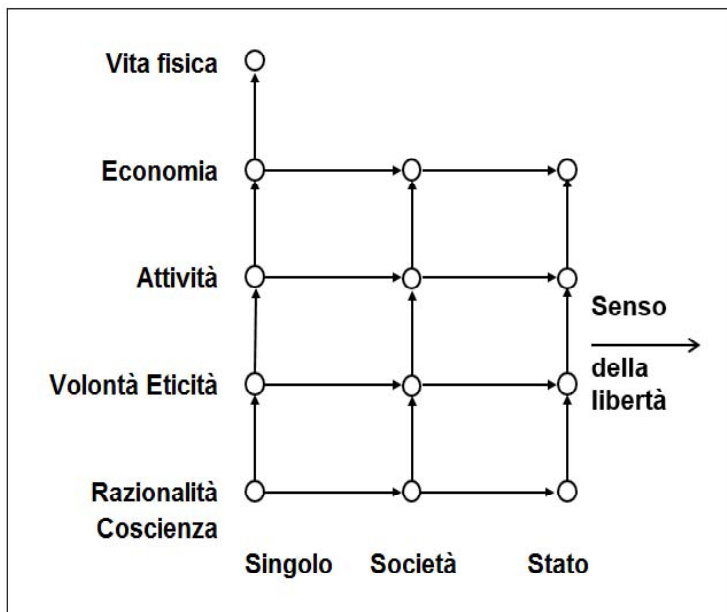 Vita fisica
Economia
Attività
Senso
della
libertà
Volontà Eticità
Razionalità
Coscienza
Singolo Società Stato